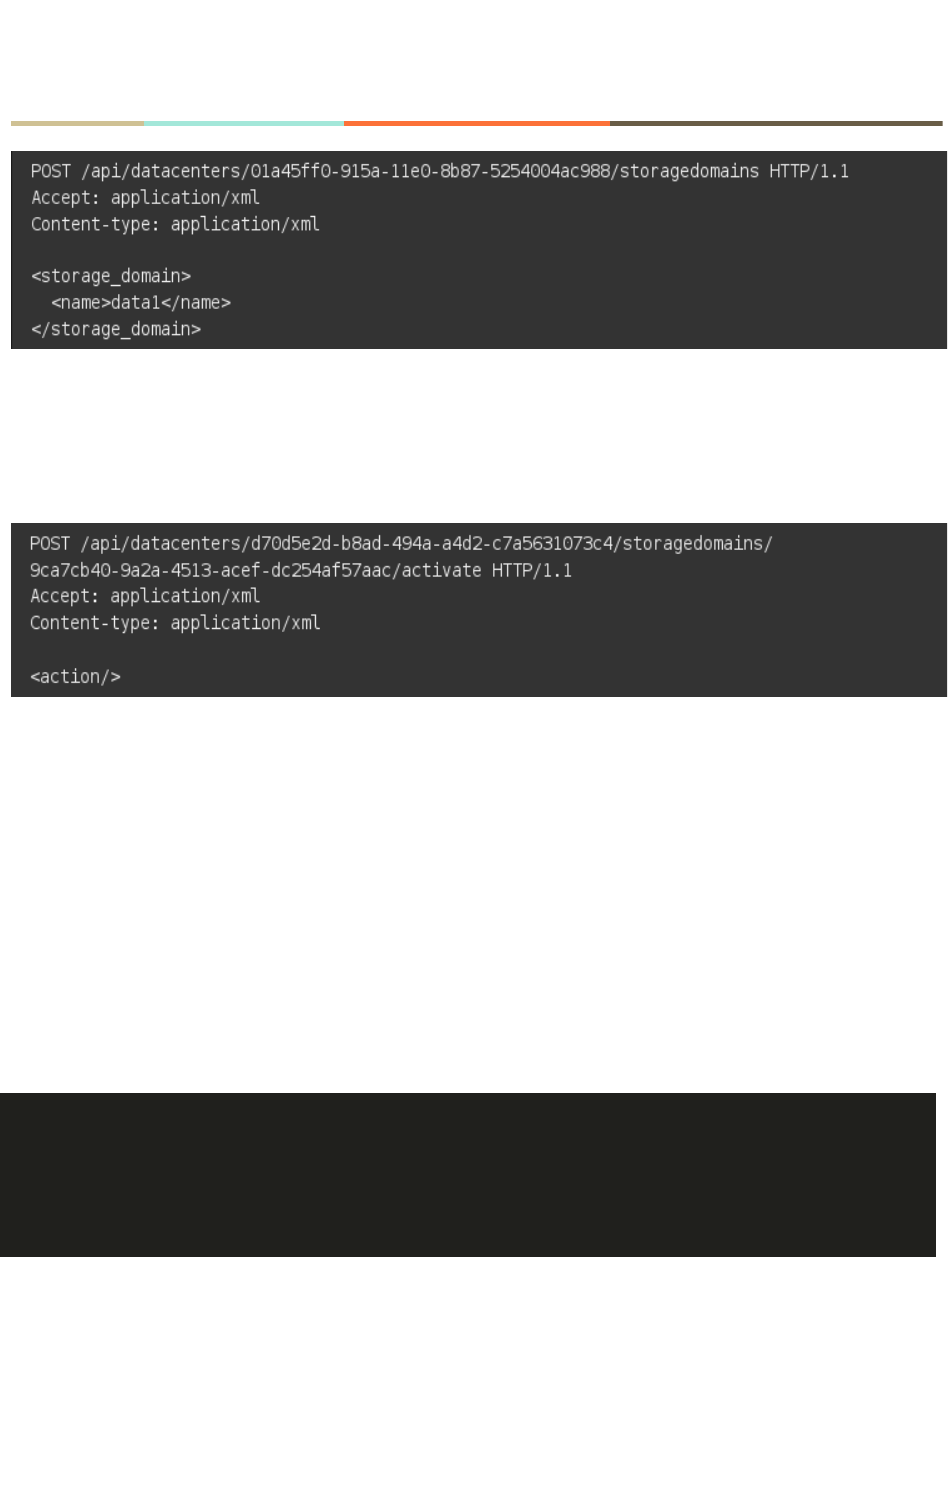 POST /api/datacenters/01a45ff0-915a-11e0-8b87-5254004ac988/storagedomains HTTP/1.1
Accept: application/xml
Content-type: application/xml
<storage_domain>
  <name>data1</name>
</storage_domain>
POST /api/datacenters/d70d5e2d-b8ad-494a-a4d2-c7a5631073c4/storagedomains/
9ca7cb40-9a2a-4513-acef-dc254af57aac/activate HTTP/1.1
Accept: application/xml
Content-type: application/xml
<action/>